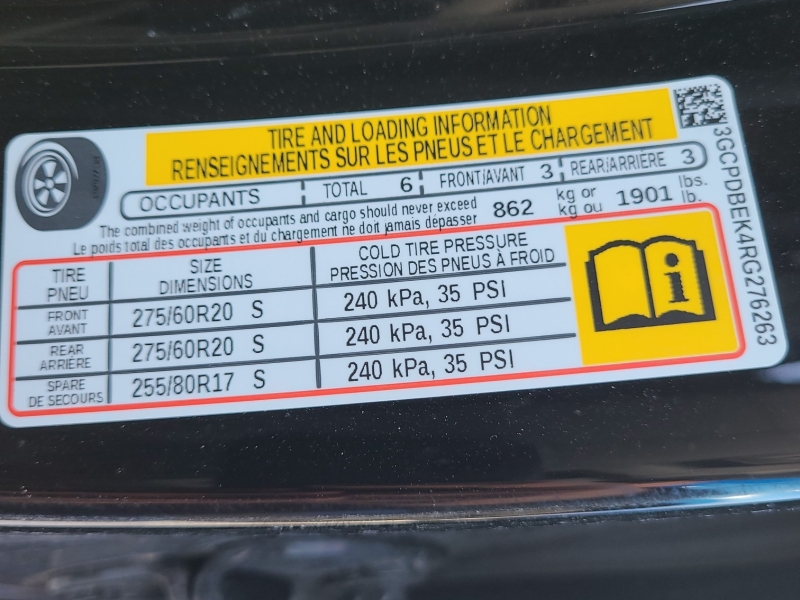 TIRE AND LOADING INFORMATION
RENSEIGNEMENTS SUR LES PNEUS ET LE CHARGEMENT
OCCUPANTS TOTAL 6 FRONT/AVANT 3 REAR/ARRIÈRE 3
The combined weight of occupants and cargo should never exceed 862 kg or 1901 lbs.
Le poids total des occupants et du chargement ne doit jamais dépasser kg ou lb.
TIRE SIZE COLD TIRE PRESSURE
PNEU DIMENSIONS PRESSION DES PNEUS À FROID
FRONT
AVANT 275/60R20 S 240 kPa, 35 PSI
REAR
ARRIÈRE 275/60R20 S 240 kPa, 35 PSI
SPARE
DE SECOURS 255/80R17 S 240 kPa, 35 PSI
i
3GCPDBEK4RG276263